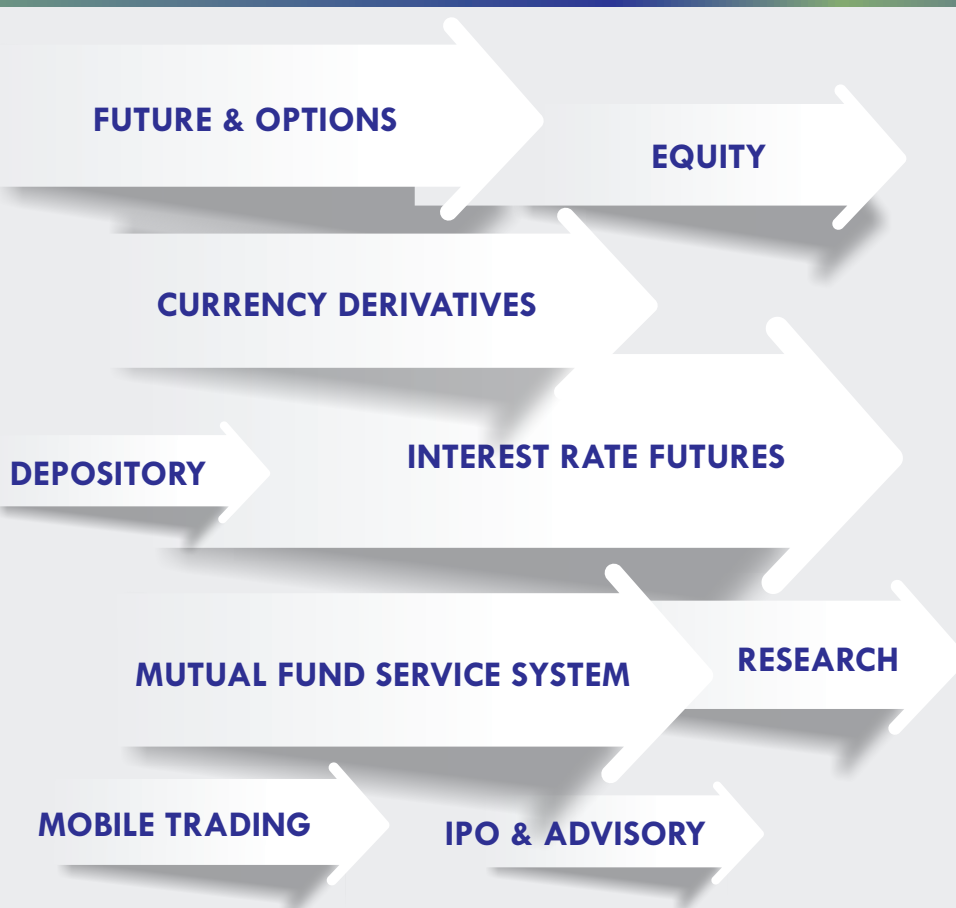 FUTURE & OPTIONS
EQUITY
CURRENCY DERIVATIVES
INTEREST RATE FUTURES
DEPOSITORY
MUTUAL FUND SERVICE SYSTEM
RESEARCH
MOBILE TRADING
IPO & ADVISORY